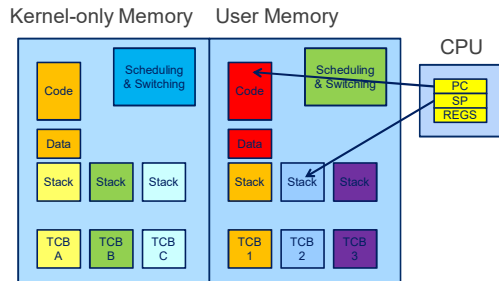 Kernel-only Memory
User Memory
CPU
Scheduling
& Switching
Code
Data
Stack
Stack
Stack
TCB
A
TCB
B
TCB
C
Scheduling
& Switching
Code
Data
Stack
Stack
Stack
TCB
1
TCB
2
TCB
3
PC
SP
REGS